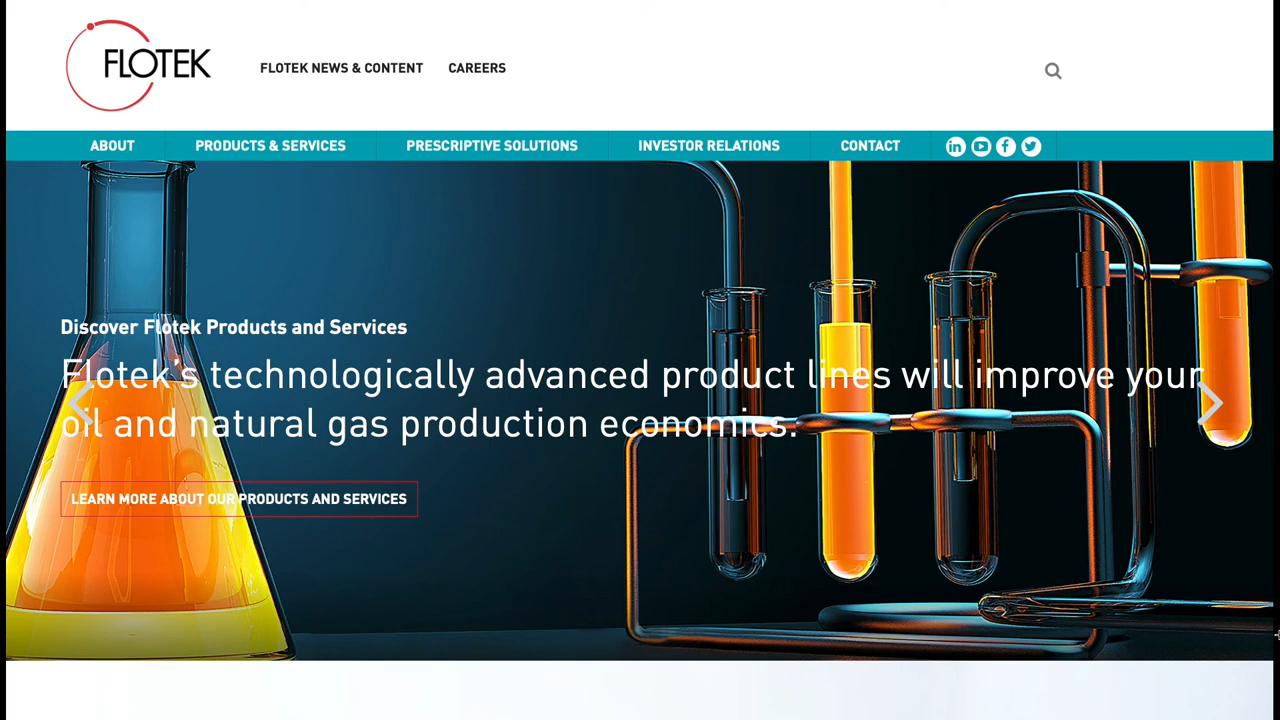 FLOTEK
FLOTEK NEWS & CONTENT
CAREERS
ABOUT
PRODUCTS & SERVICES
PRESCRIPTIVE SOLUTIONS
INVESTOR RELATIONS
CONTACT
in
Discover Flotek Products and Services
Flotek's technologically advanced product lines will improve your
oil and natural gas production economics.
LEARN MORE ABOUT OUR PRODUCTS AND SERVICES